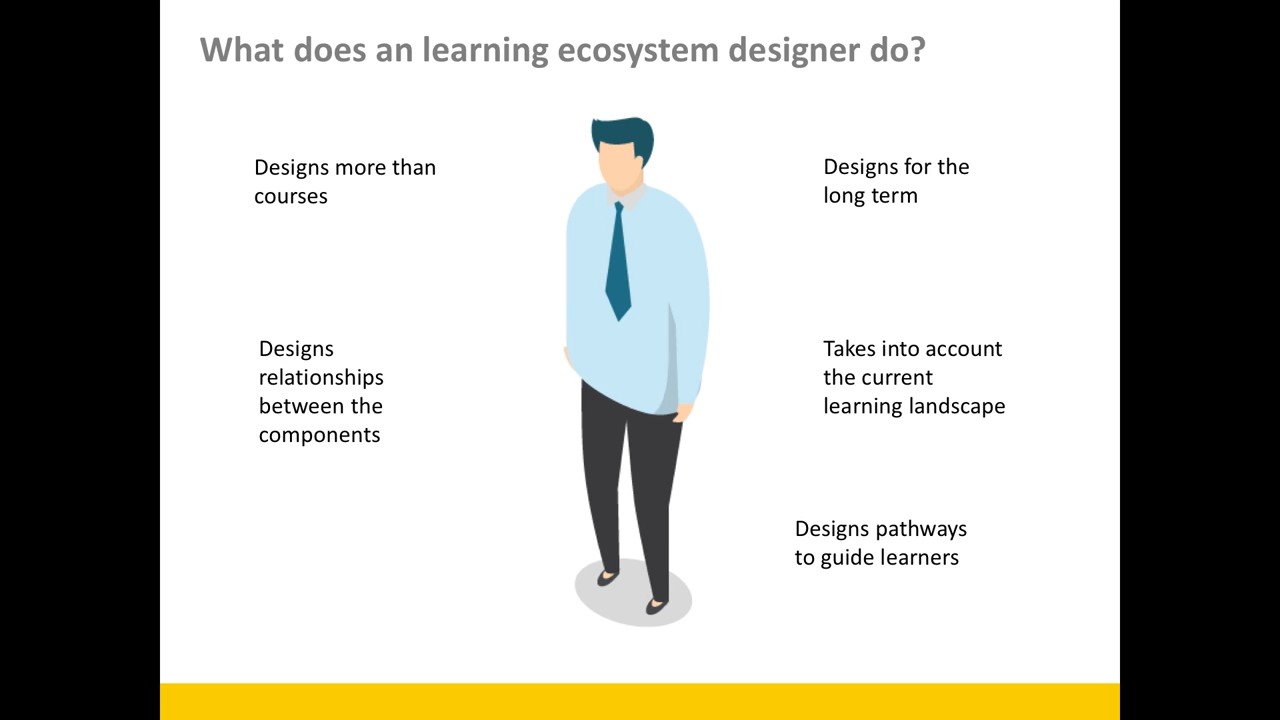 What does an learning ecosystem designer do?
Designs more than
courses
Designs
relationships
between the
components
Designs for the
long term
Takes into account
the current
learning landscape
Designs pathways
to guide learners